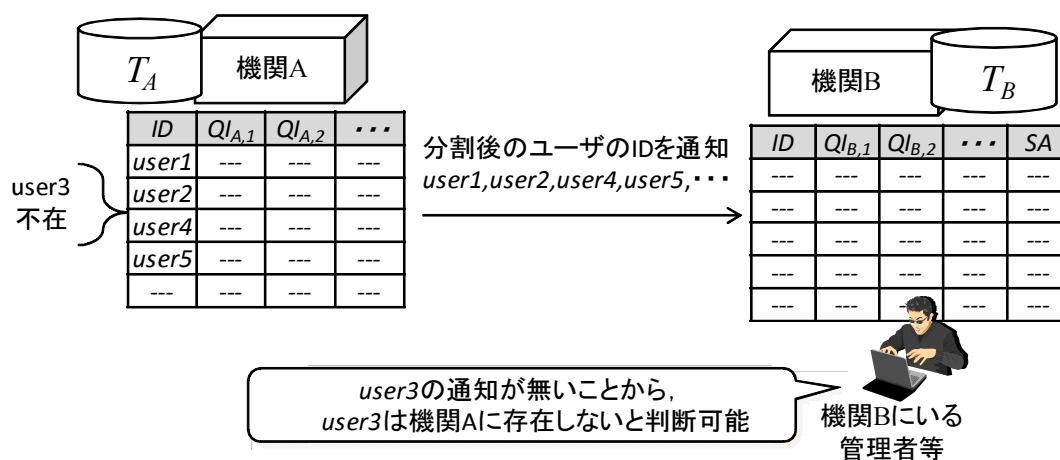 T_A
機関A
ID QI_{A,1} QI_{A,2} ・・・
user1 --- --- ---
user2 --- --- ---
user4 --- --- ---
user5 --- --- ---
--- --- --- ---
user3
不在
分割後のユーザのIDを通知
user1,user2,user4,user5,・・・
機関B
T_B
ID QI_{B,1} QI_{B,2} ・・・ SA
--- --- --- --- ---
--- --- --- --- ---
--- --- --- --- ---
--- --- --- --- ---
--- --- --- --- ---
user3の通知が無いことから，
user3は機関Aに存在しないと判断可能
機関Bにいる
管理者等